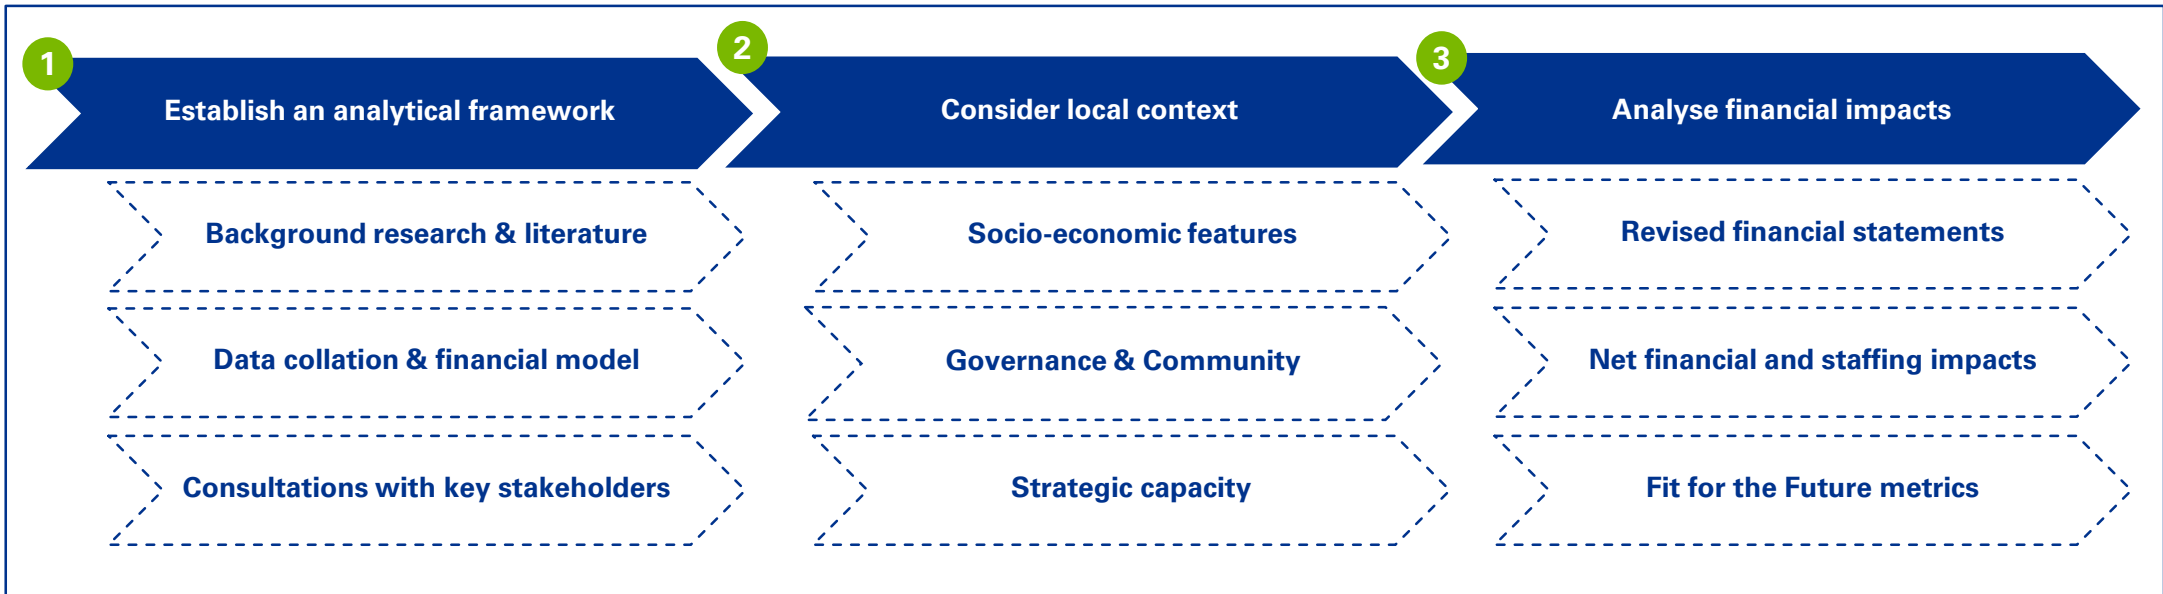 1
Establish an analytical framework
Background research & literature
Data collation & financial model
Consultations with key stakeholders
2
Consider local context
Socio-economic features
Governance & Community
Strategic capacity
3
Analyse financial impacts
Revised financial statements
Net financial and staffing impacts
Fit for the Future metrics